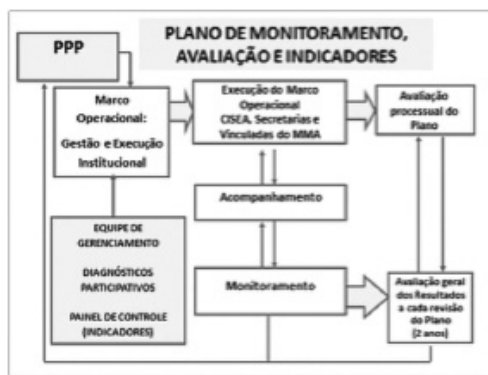 PPP
PLANO DE MONITORAMENTO,
AVALIAÇÃO E INDICADORES
Marco
Operacional:
Gestão e Execução
Institucional
Execução do Marco
Operacional
CISEA, Secretarias e
Vinculadas do MMA
Avaliação
processual do
Plano
Acompanhamento
EQUIPE DE
GERENCIAMENTO
DIAGNÓSTICOS
PARTICIPATIVOS
PAINEL DE CONTROLE
(INDICADORES)
Monitoramento
Avaliação geral
dos Resultados
a cada revisão
do Plano
(2 anos)